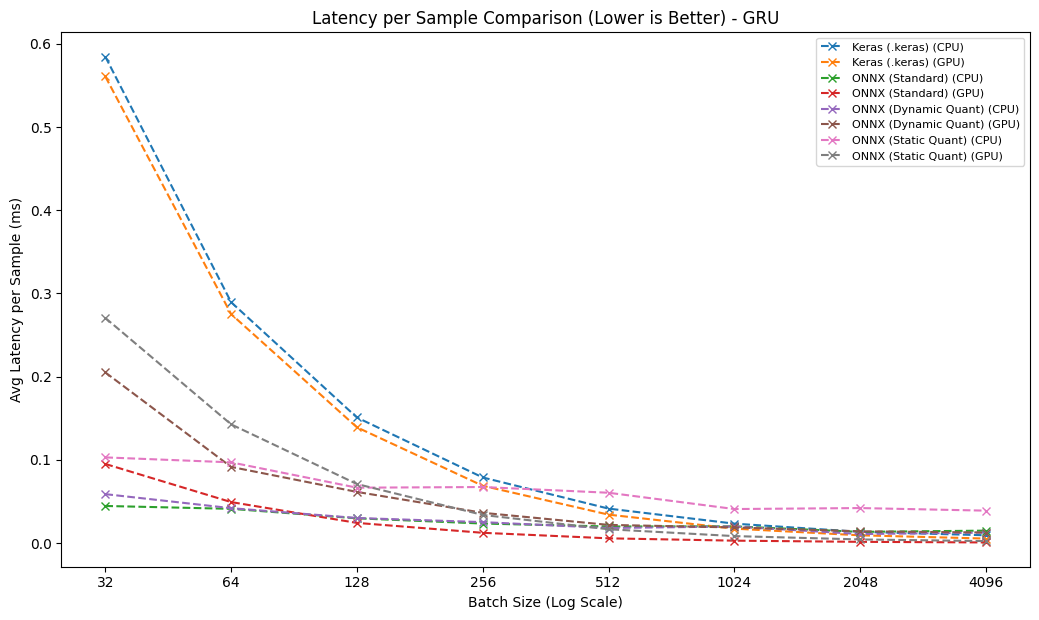 Latency per Sample Comparison (Lower is Better) - GRU
Keras (.keras) (CPU)
Keras (.keras) (GPU)
ONNX (Standard) (CPU)
ONNX (Standard) (GPU)
ONNX (Dynamic Quant) (CPU)
ONNX (Dynamic Quant) (GPU)
ONNX (Static Quant) (CPU)
ONNX (Static Quant) (GPU)
Avg Latency per Sample (ms)
0.6
0.5
0.4
0.3
0.2
0.1
0.0
32 64 128 256 512 1024 2048 4096
Batch Size (Log Scale)